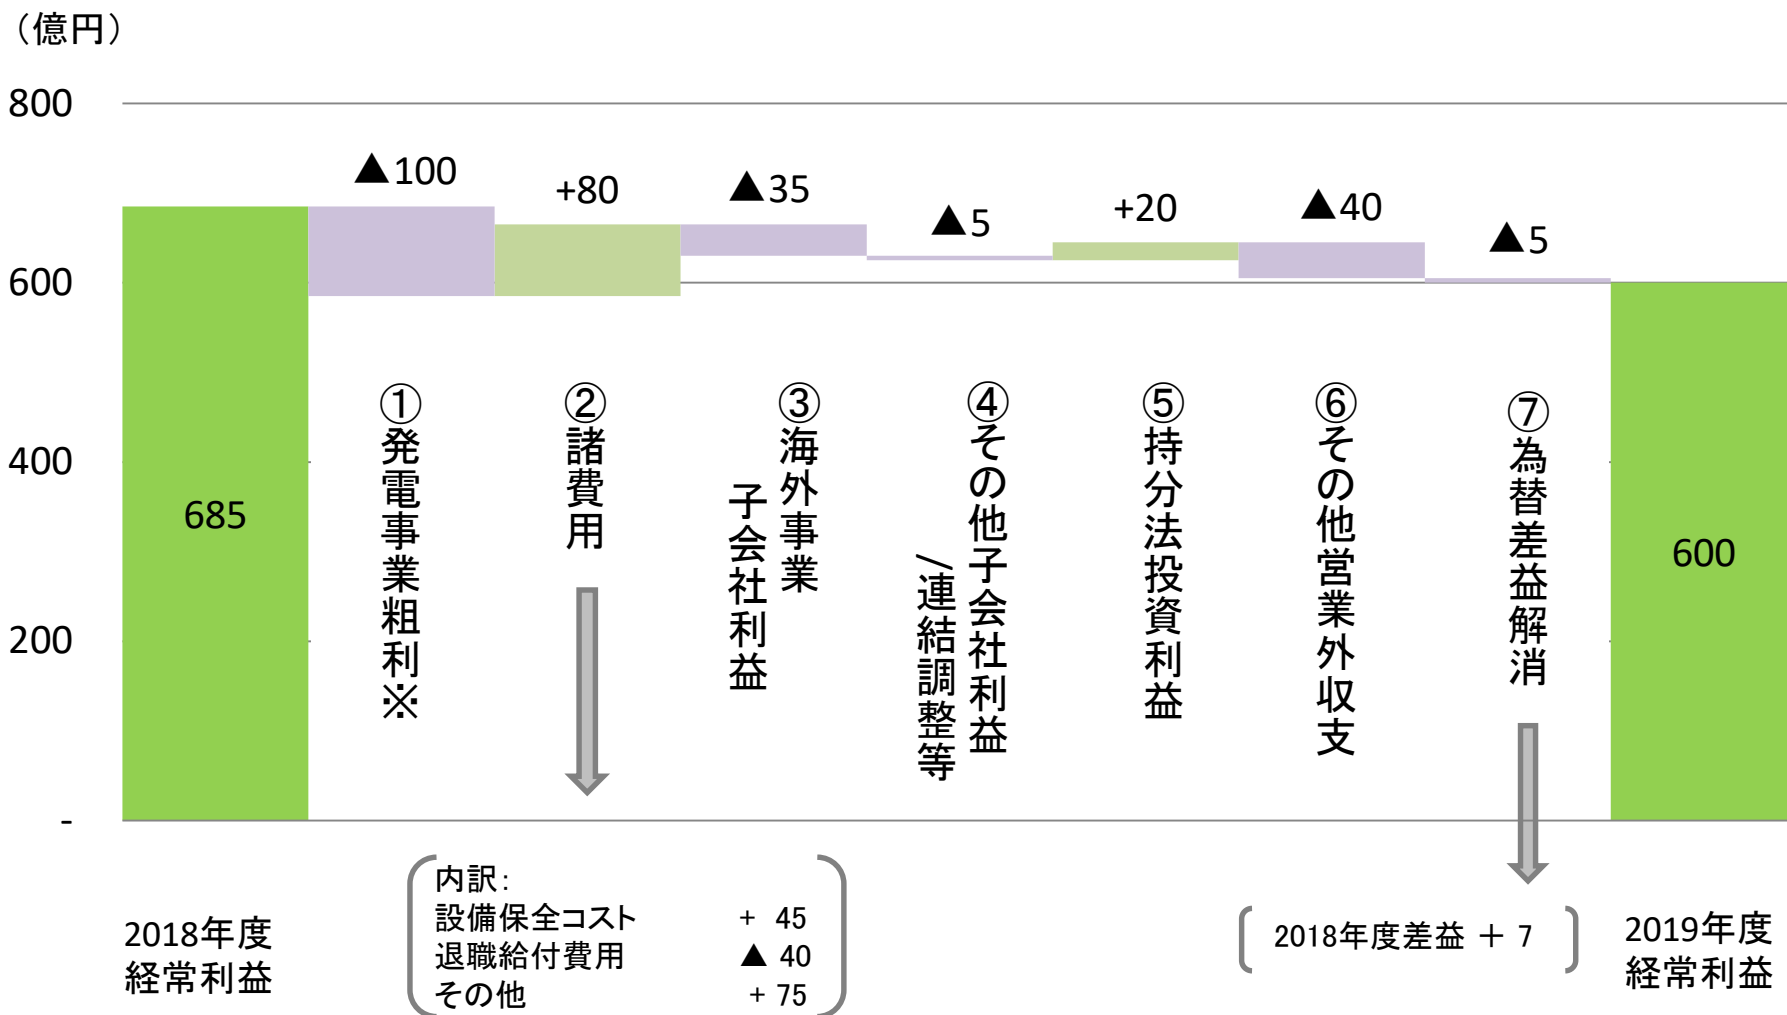 （億円）
800
600
400
200
-
▲100
+80
▲35
▲5
+20
▲40
▲5
685
600
①発電事業粗利※
②諸費用
③海外事業
子会社利益
④その他子会社利益
/連結調整等
⑤持分法投資利益
⑥その他営業外収支
⑦為替差益解消
2018年度
経常利益
内訳：
設備保全コスト + 45
退職給付費用 ▲ 40
その他 + 75
2018年度差益 ＋ 7
2019年度
経常利益